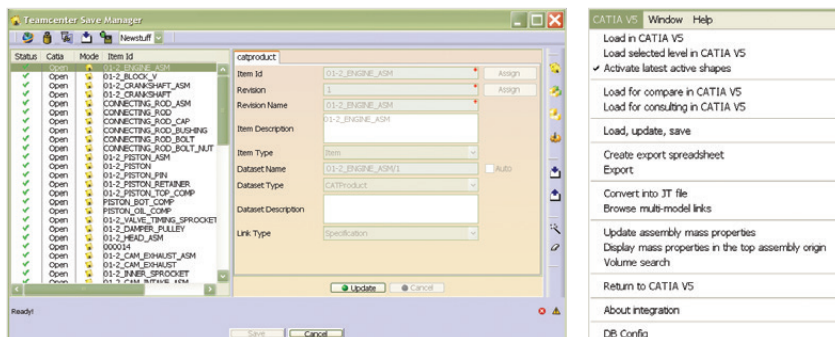 Teamcenter Save Manager
Newstuff
Status Catia Mode Item Id
Open 01-2_ENGINE_ASM
Open 01-2_BLOCK_V
Open 01-2_CRANKSHAFT_ASM
Open 01-2_CRANKSHAFT
Open CONNECTING_ROD_ASM
Open CONNECTING_ROD
Open CONNECTING_ROD_CAP
Open CONNECTING_ROD_BUSHING
Open CONNECTING_ROD_BOLT
Open CONNECTING_ROD_BOLT_NUT
Open 01-2_PISTON_ASM
Open 01-2_PISTON
Open 01-2_PISTON_PIN
Open 01-2_PISTON_RETAINER
Open 01-2_PISTON_TOP_COMP
Open PISTON_BOT_COMP
Open PISTON_OIL_COMP
Open 01-2_VALVE_TIMING_SPROCKET
Open 01-2_DAMPER_PULLEY
Open 01-2_HEAD_ASM
Open 000014
Open 01-2_CAM_EXHAUST_ASM
Open 01-2_CAM_EXHAUST
Open 01-2_INNER_SPROCKET
Open 01-2_CAM_INTAKE_ASM
catproduct
Item Id 01-2_ENGINE_ASM * Assign
Revision 1 * Assign
Revision Name 01-2_ENGINE_ASM *
Item Description 01-2_ENGINE_ASM
Item Type Item
Dataset Name 01-2_ENGINE_ASM/1 Auto
Dataset Type CATProduct
Dataset Description
Link Type Specification
Update Cancel
Ready!
Save Cancel
CATIA V5 Window Help
Load in CATIA V5
Load selected level in CATIA V5
Activate latest active shapes
Load for compare in CATIA V5
Load for consulting in CATIA V5
Load, update, save
Create export spreadsheet
Export
Convert into JT file
Browse multi-model links
Update assembly mass properties
Display mass properties in the top assembly origin
Volume search
Return to CATIA V5
About integration
DB Config